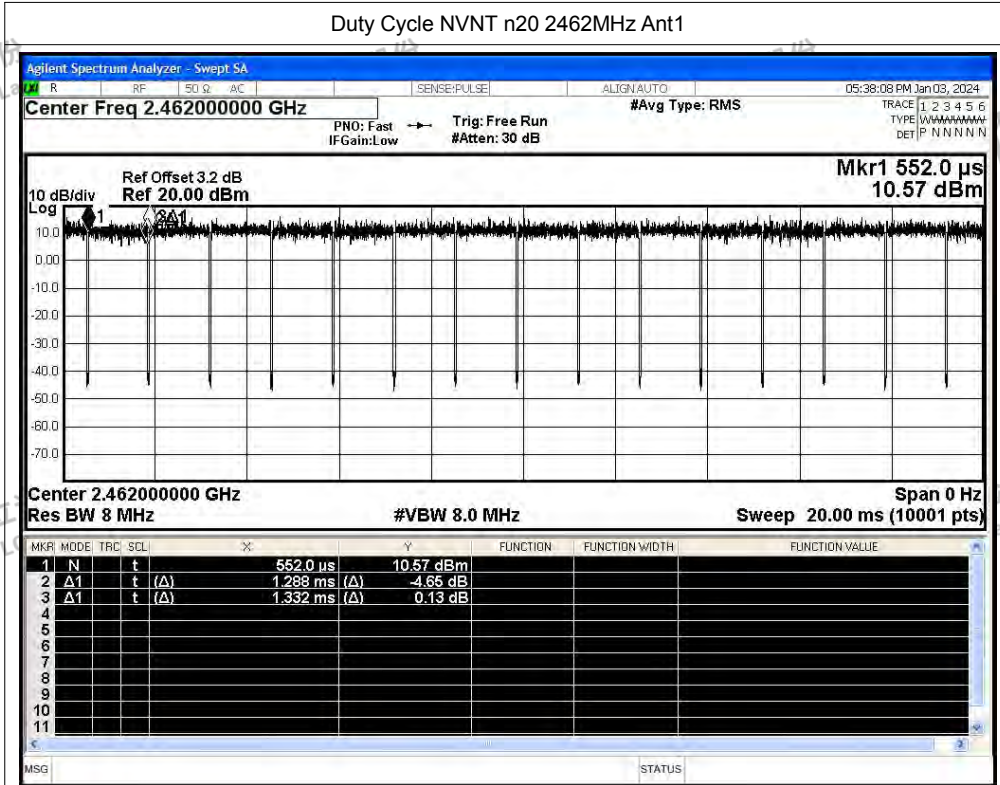 Duty Cycle NVNT n20 2462MHz Ant1
Agilent Spectrum Analyzer - Swept SA
R RF 50 Ω AC SENSE:PULSE ALIGN AUTO 05:38:08 PM Jan 03, 2024
Center Freq 2.462000000 GHz #Avg Type: RMS TRACE 1 2 3 4 5 6
PNO: Fast Trig: Free Run TYPE W
IFGain:Low #Atten: 30 dB DET P N N N N N
Mkr1 552.0 µs
Ref Offset 3.2 dB
10 dB/div Ref 20.00 dBm 10.57 dBm
Log
1 3Δ1
10.0
0.00
-10.0
-20.0
-30.0
-40.0
-50.0
-60.0
-70.0
Center 2.462000000 GHz Span 0 Hz
Res BW 8 MHz #VBW 8.0 MHz Sweep 20.00 ms (10001 pts)
MKR MODE TRC SCL X Y FUNCTION FUNCTION WIDTH FUNCTION VALUE
1 N t 552.0 µs 10.57 dBm
2 Δ1 t (Δ) 1.288 ms (Δ) -4.65 dB
3 Δ1 t (Δ) 1.332 ms (Δ) 0.13 dB
4
5
6
7
8
9
10
11
MSG STATUS